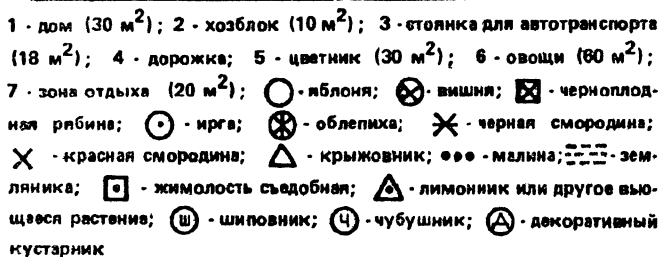 1 - дом (30 м²); 2 - хозблок (10 м²); 3 - стоянка для автотранспорта
(18 м²); 4 - дорожка; 5 - цветник (30 м²); 6 - овощи (60 м²);
7 - зона отдыха (20 м²); - яблоня; - вишня; - черноплод-
ная рябина; - ирга; - облепиха; - черная смородина;
- красная смородина; - крыжовник; - малина; - зем-
ляника; - жимолость съедобная; - лимонник или другое вью-
щееся растение; Ш - шиповник; Ч - чубушник; Д - декоративный
кустарник